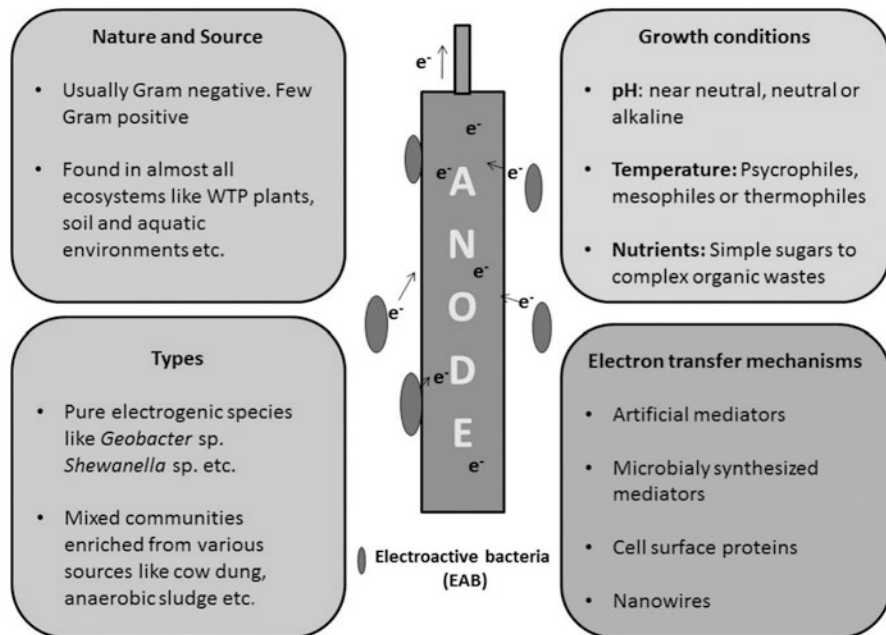 Nature and Source
• Usually Gram negative. Few
Gram positive
• Found in almost all
ecosystems like WTP plants,
soil and aquatic
environments etc.
Types
• Pure electrogenic species
like Geobacter sp.
Shewanella sp. etc.
• Mixed communities
enriched from various
sources like cow dung,
anaerobic sludge etc.
e-
e-
e-
e-
A
N
e-
O
e-
e-
D
e-
E
e-
Electroactive bacteria
(EAB)
Growth conditions
• pH: near neutral, neutral or
alkaline
• Temperature: Psycrophiles,
mesophiles or thermophiles
• Nutrients: Simple sugars to
complex organic wastes
Electron transfer mechanisms
• Artificial mediators
• Microbialy synthesized
mediators
• Cell surface proteins
• Nanowires